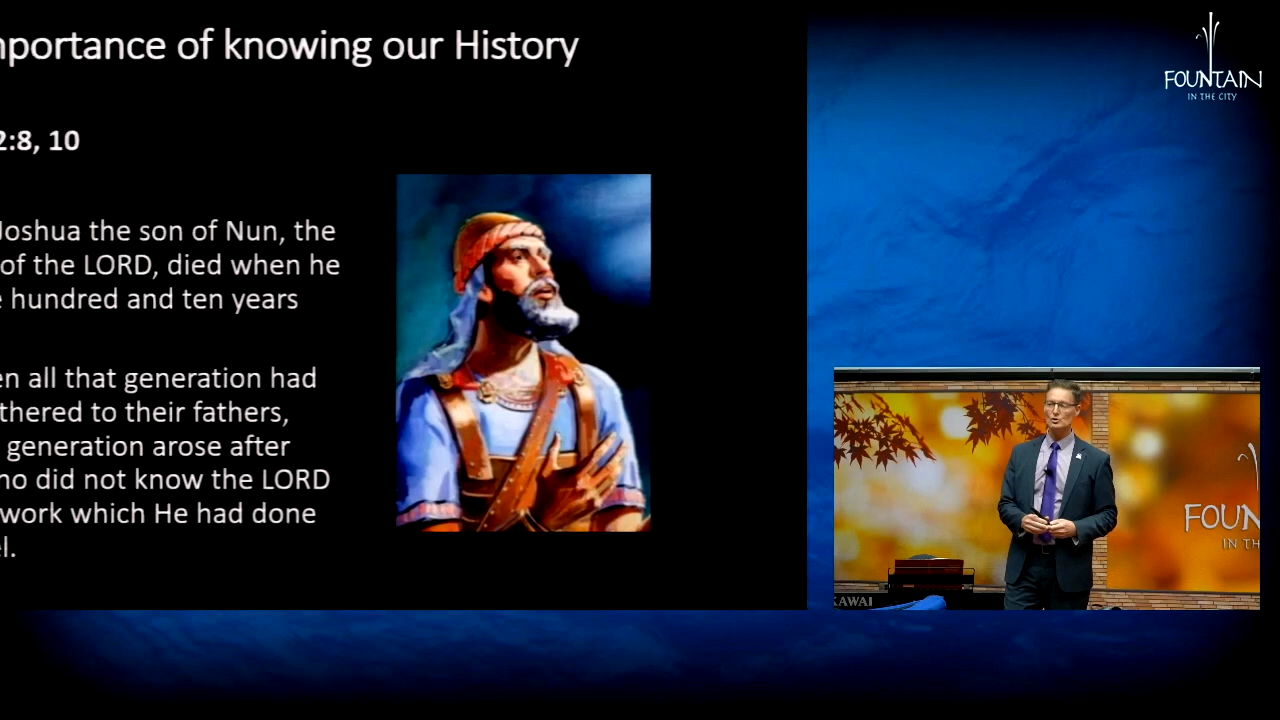 mportance of knowing our History
2:8, 10
Joshua the son of Nun, the
of the LORD, died when he
e hundred and ten years
en all that generation had
thered to their fathers,
generation arose after
ho did not know the LORD
work which He had done
el.
FOUNTAIN
IN THE CITY
FOUN
IN TH
KAWAI